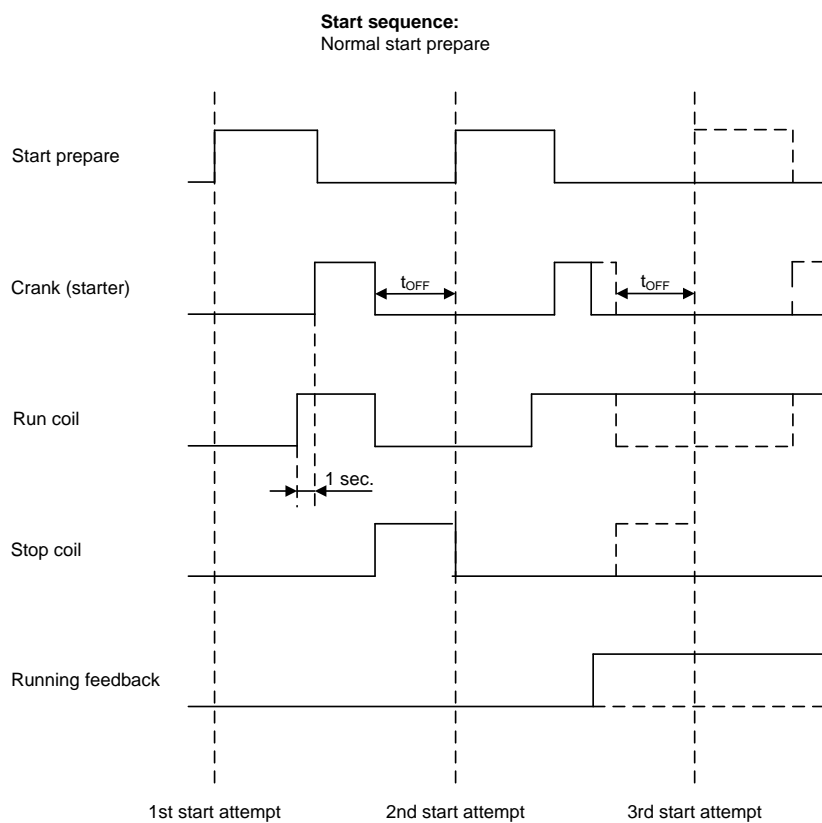 Start sequence:
Normal start prepare
Start prepare
Crank (starter)
tOFF
tOFF
Run coil
1 sec.
Stop coil
Running feedback
1st start attempt
2nd start attempt
3rd start attempt